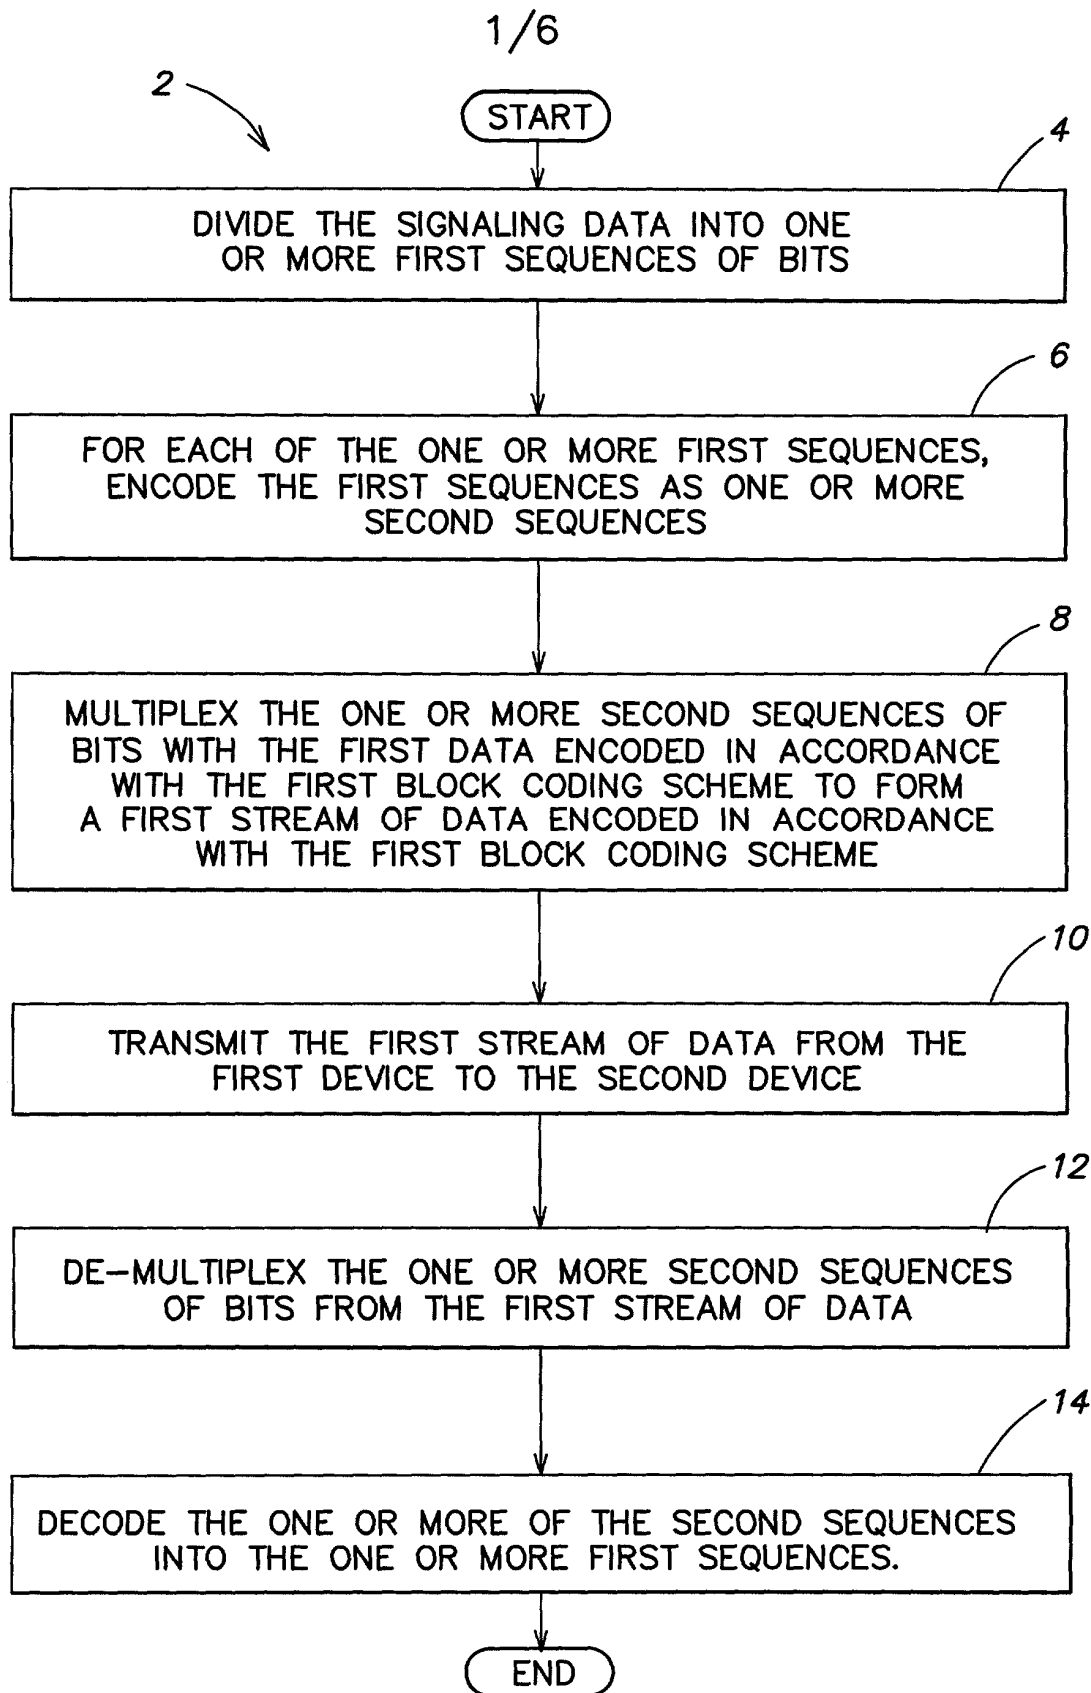 1/6
2
START
4
DIVIDE THE SIGNALING DATA INTO ONE
OR MORE FIRST SEQUENCES OF BITS
6
FOR EACH OF THE ONE OR MORE FIRST SEQUENCES,
ENCODE THE FIRST SEQUENCES AS ONE OR MORE
SECOND SEQUENCES
8
MULTIPLEX THE ONE OR MORE SECOND SEQUENCES OF
BITS WITH THE FIRST DATA ENCODED IN ACCORDANCE
WITH THE FIRST BLOCK CODING SCHEME TO FORM
A FIRST STREAM OF DATA ENCODED IN ACCORDANCE
WITH THE FIRST BLOCK CODING SCHEME
10
TRANSMIT THE FIRST STREAM OF DATA FROM THE
FIRST DEVICE TO THE SECOND DEVICE
12
DE-MULTIPLEX THE ONE OR MORE SECOND SEQUENCES
OF BITS FROM THE FIRST STREAM OF DATA
14
DECODE THE ONE OR MORE OF THE SECOND SEQUENCES
INTO THE ONE OR MORE FIRST SEQUENCES.
END